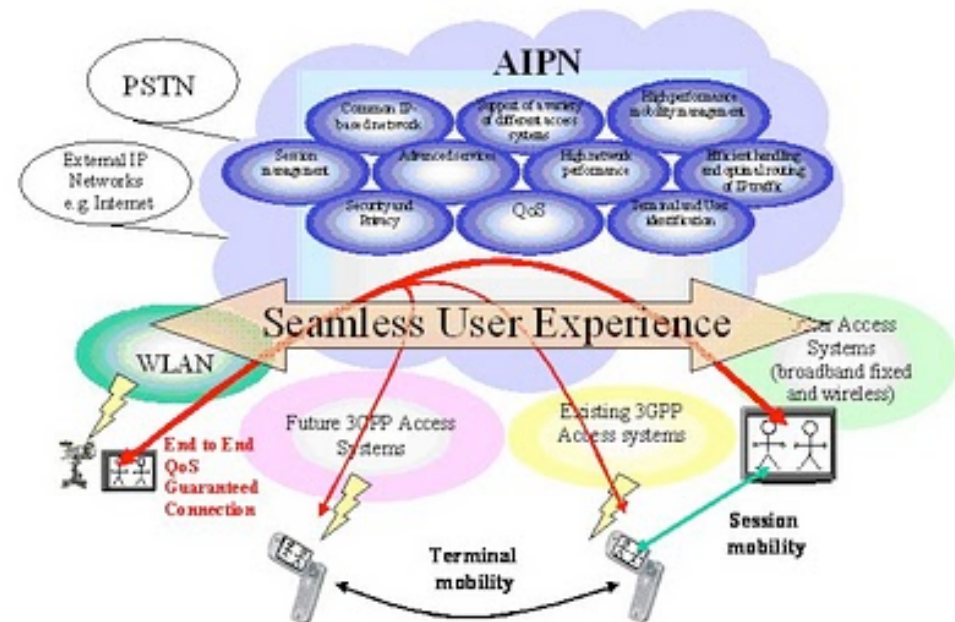 AIPN
PSTN
Common IP-
based network
Support of a variety
of different access
systems
High performance
mobility management
External IP
Networks
e.g. Internet
Session
management
Advanced services
High network
performance
Efficient handling
and optimal routing
of IP traffic
Security and
Privacy
QoS
Terminal and User
identification
Seamless User Experience
WLAN
Access
Systems
(broadband fixed
and wireless)
Future 3GPP Access
Systems
Existing 3GPP
Access systems
End to End
QoS
Guaranteed
Connection
Terminal
mobility
Session
mobility